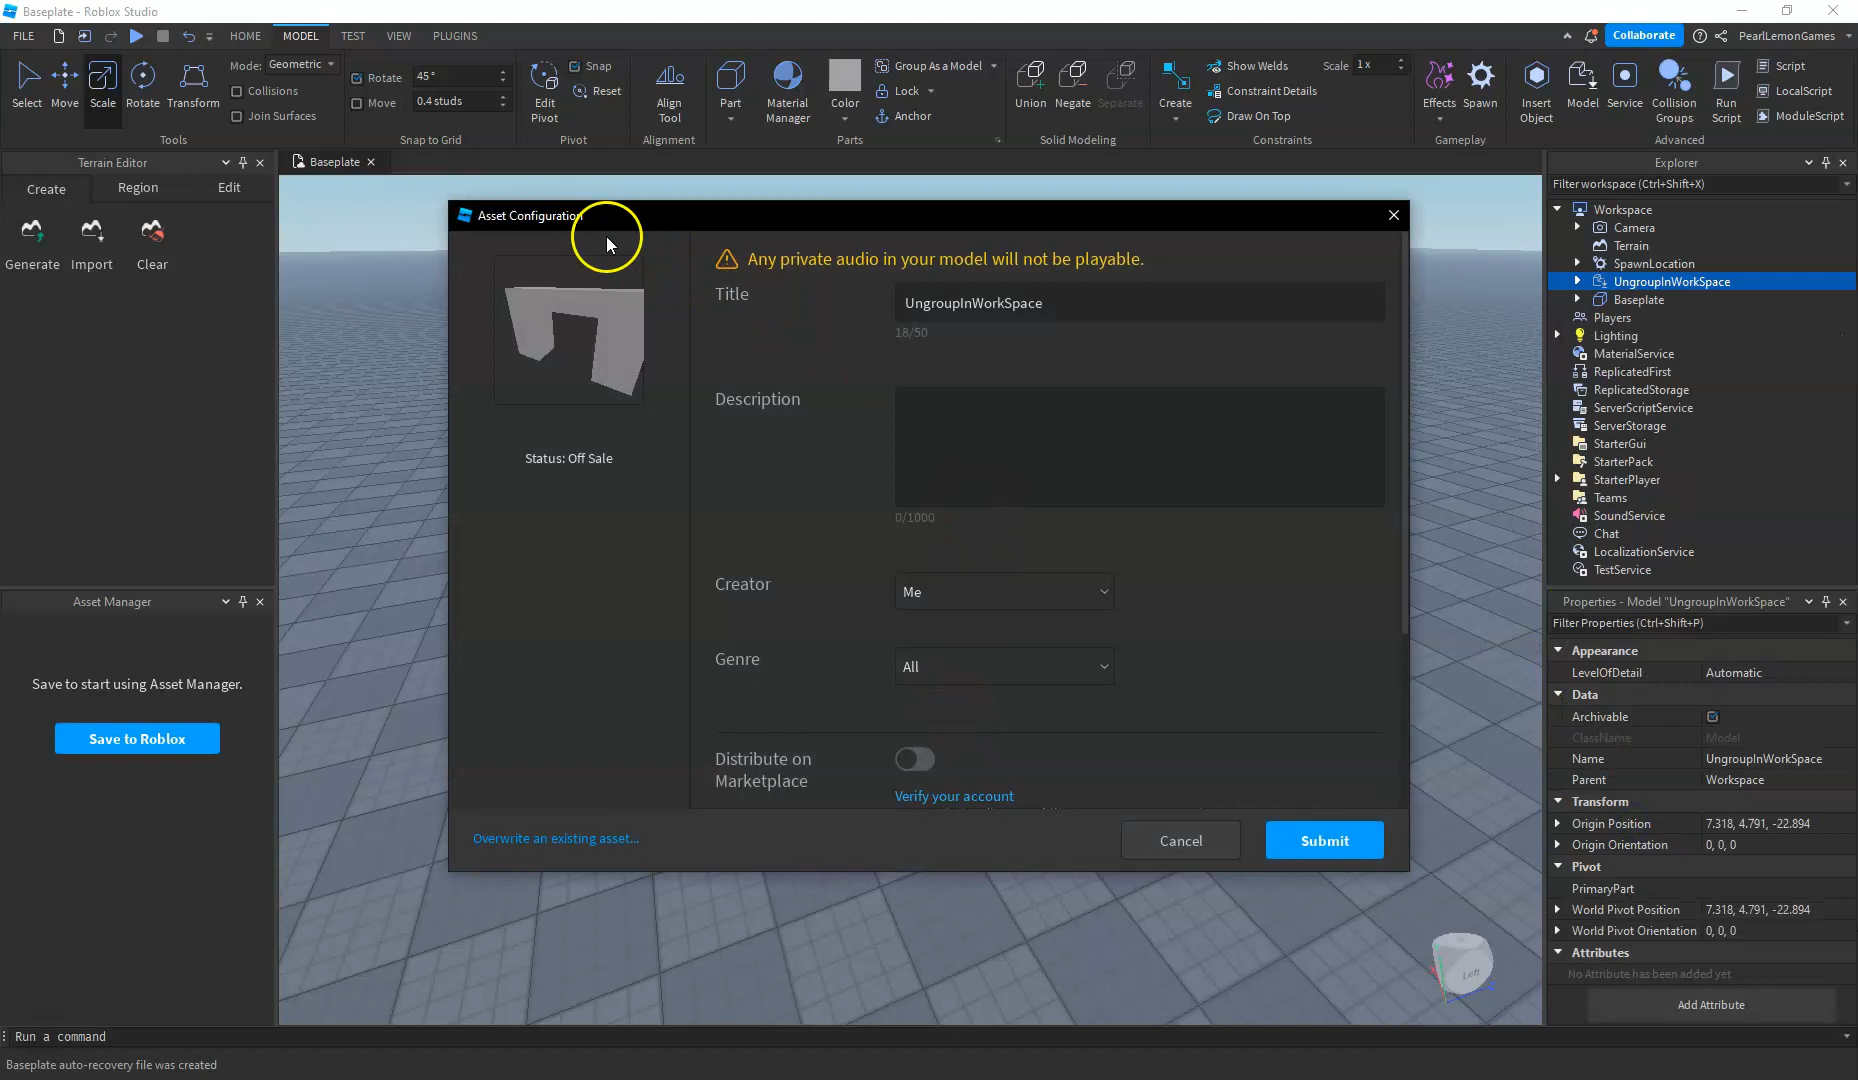 Baseplate - Roblox Studio
FILE HOME MODEL TEST VIEW PLUGINS Collaborate PearlLemonGames
Select Move Scale Rotate Transform
Mode: Geometric
Collisions
Join Surfaces
Tools
Rotate 45°
Move 0.4 studs
Snap to Grid
Edit Pivot
Snap
Reset
Pivot
Align Tool
Alignment
Part
Material Manager
Color
Group As a Model
Lock
Anchor
Parts
Union Negate Separate
Solid Modeling
Create
Show Welds
Constraint Details
Draw On Top
Scale 1 x
Constraints
Effects Spawn
Gameplay
Insert Object
Model
Service
Collision Groups
Run Script
Script
LocalScript
ModuleScript
Advanced
Terrain Editor
Create Region Edit
Generate Import Clear
Asset Manager
Save to start using Asset Manager.
Save to Roblox
Baseplate
Asset Configuration
Status: Off Sale
Any private audio in your model will not be playable.
Title
UngroupInWorkSpace
18/50
Description
0/1000
Creator
Me
Genre
All
Distribute on
Marketplace
Verify your account
Overwrite an existing asset...
Cancel
Submit
Left
Explorer
Filter workspace (Ctrl+Shift+X)
Workspace
Camera
Terrain
SpawnLocation
UngroupInWorkSpace
Baseplate
Players
Lighting
MaterialService
ReplicatedFirst
ReplicatedStorage
ServerScriptService
ServerStorage
StarterGui
StarterPack
StarterPlayer
Teams
SoundService
Chat
LocalizationService
TestService
Properties - Model "UngroupInWorkSpace"
Filter Properties (Ctrl+Shift+P)
Appearance
LevelOfDetail Automatic
Data
Archivable
ClassName Model
Name UngroupInWorkSpace
Parent Workspace
Transform
Origin Position 7.318, 4.791, -22.894
Origin Orientation 0, 0, 0
Pivot
PrimaryPart
World Pivot Position 7.318, 4.791, -22.894
World Pivot Orientation 0, 0, 0
Attributes
No Attribute has been added yet
Add Attribute
Run a command
Baseplate auto-recovery file was created